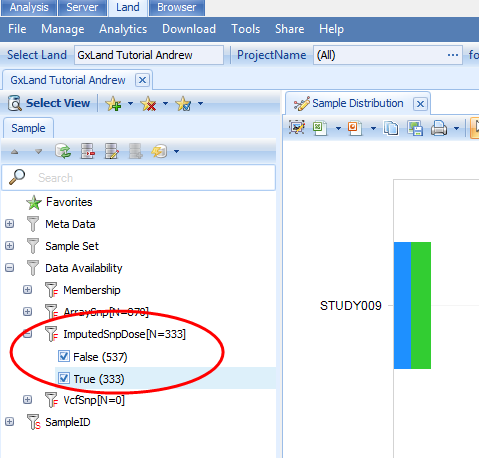 Analysis Server Land Browser
File Manage Analytics Download Tools Share Help
Select Land GxLand Tutorial Andrew ProjectName (All) ... fo
GxLand Tutorial Andrew
Select View
Sample Distribution
Sample
Search
Favorites
Meta Data
Sample Set
Data Availability
Membership
ArraySnp[N=870]
STUDY009
ImputedSnpDose[N=333]
False (537)
True (333)
VcfSnp[N=0]
SampleID